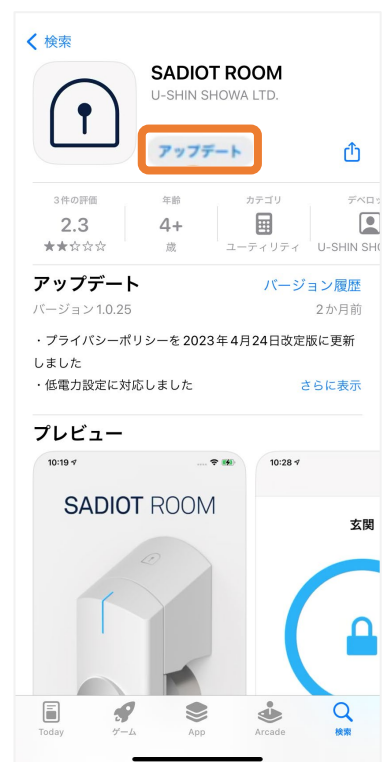 検索
SADIOT ROOM
U-SHIN SHOWA LTD.
アップデート
3件の評価 年齢 カテゴリ デベロッ
2.3 4+
★★☆☆☆ 歳 ユーティリティ U-SHIN SH
アップデート バージョン履歴
バージョン 1.0.25 2か月前
・プライバシーポリシーを2023年4月24日改定版に更新
しました
・低電力設定に対応しました さらに表示
プレビュー
10:19 10:28
SADIOT ROOM
玄関
Today ゲーム App Arcade 検索